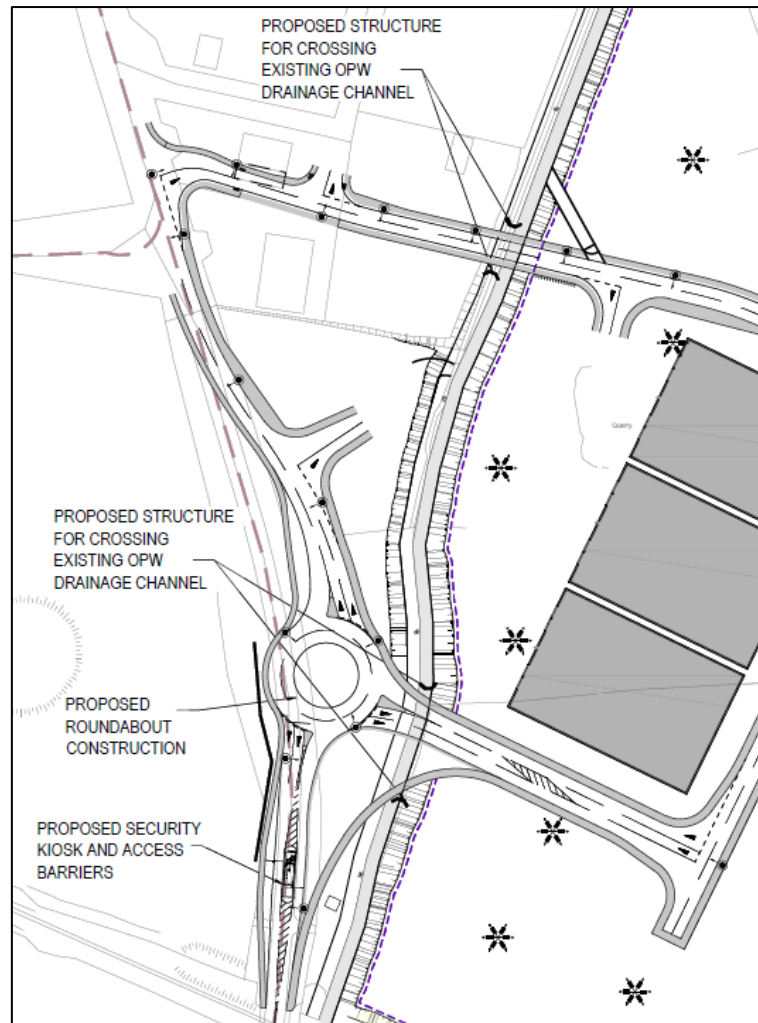 PROPOSED STRUCTURE
FOR CROSSING
EXISTING OPW
DRAINAGE CHANNEL
Quarry
PROPOSED STRUCTURE
FOR CROSSING
EXISTING OPW
DRAINAGE CHANNEL
PROPOSED
ROUNDABOUT
CONSTRUCTION
PROPOSED SECURITY
KIOSK AND ACCESS
BARRIERS